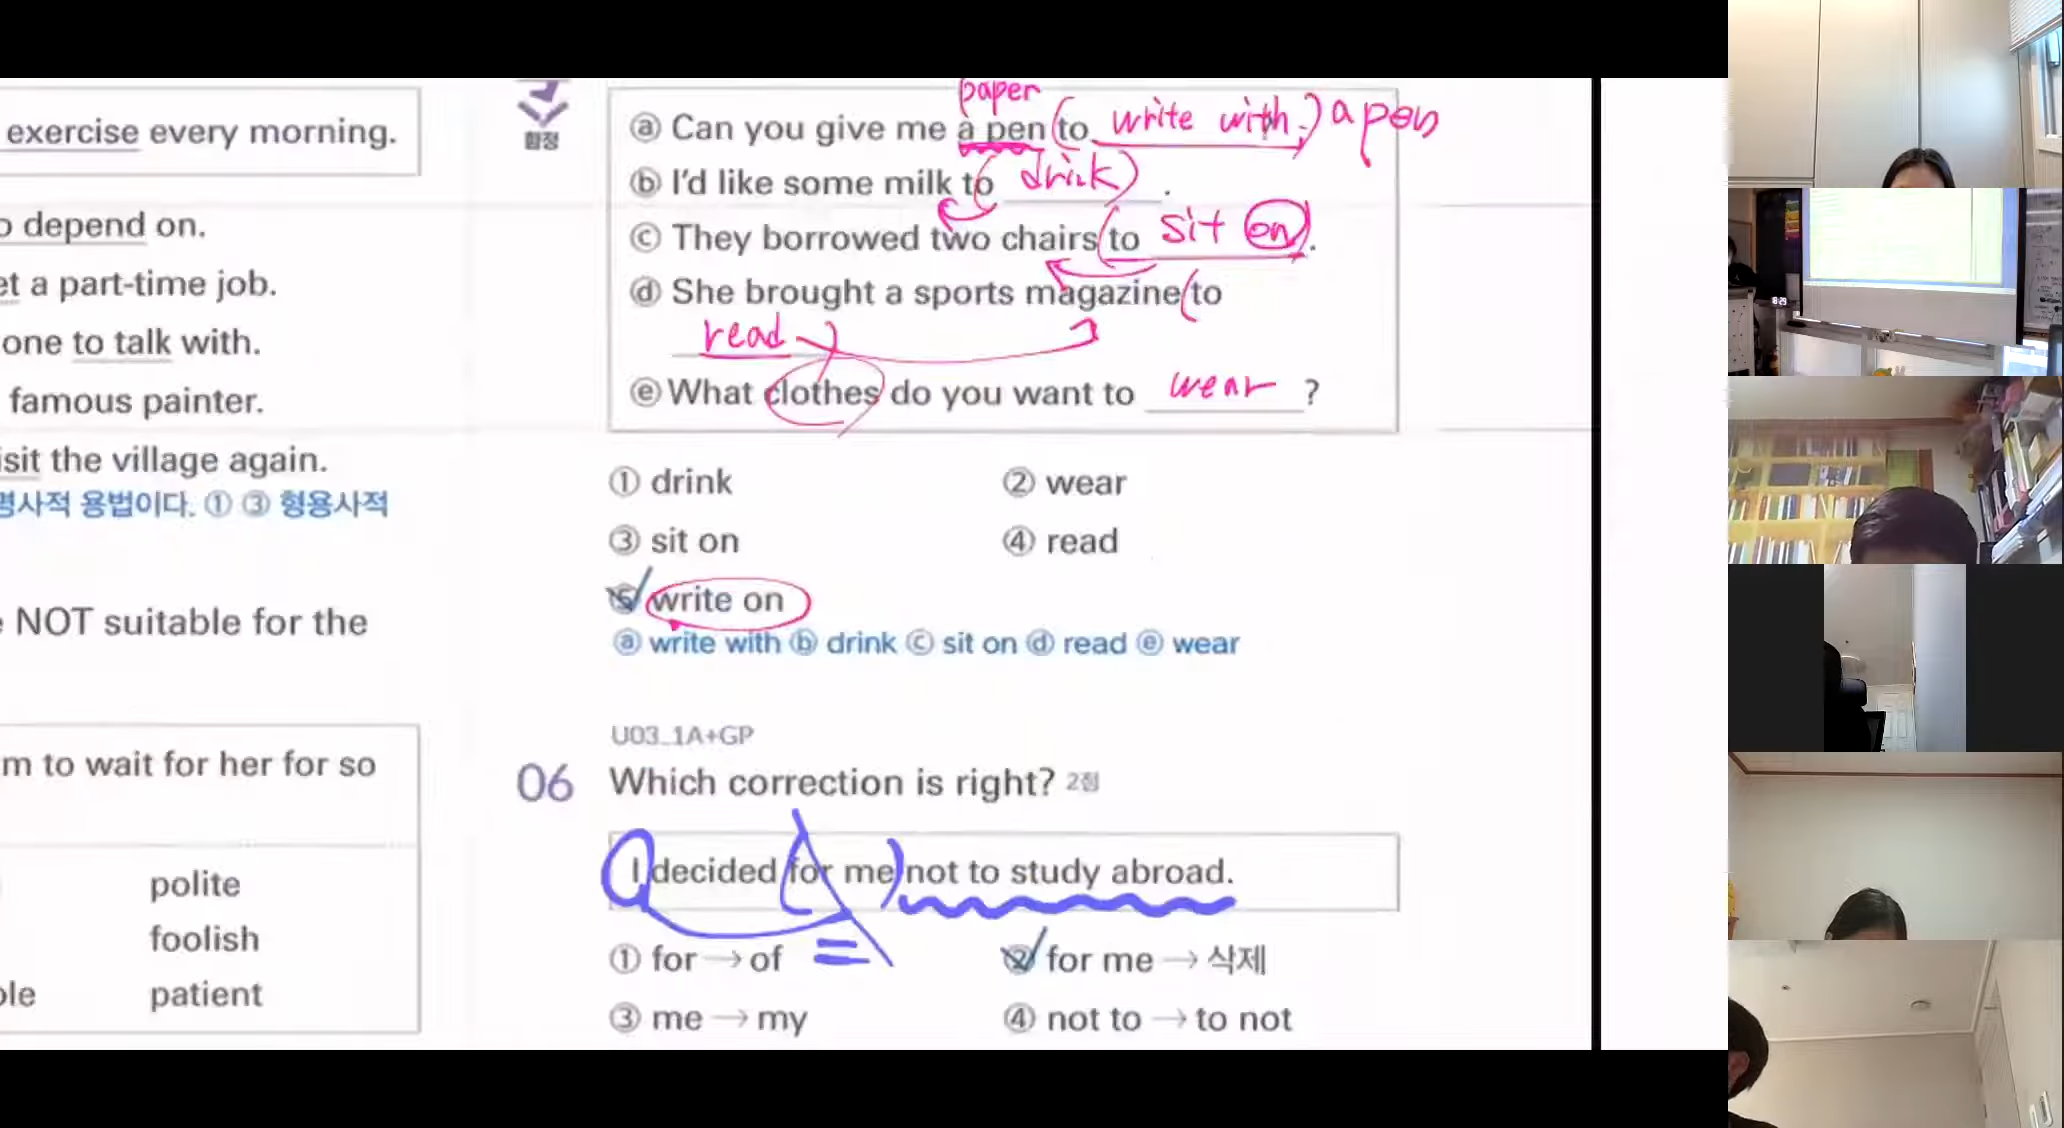 exercise every morning.
depend on.
a part-time job.
one to talk with.
famous painter.
the village again.
용법이다. ① ③ 형용사적
NOT suitable for the
to wait for her for so
polite
foolish
patient
함정
paper
ⓐ Can you give me a pen (to write with.) a pen
ⓑ I'd like some milk to (drink).
ⓒ They borrowed two chairs (to sit on).
ⓓ She brought a sports magazine (to
read)
ⓔ What clothes do you want to wear ?
① drink ② wear
③ sit on ④ read
⑤ write on
ⓐ write with ⓑ drink ⓒ sit on ⓓ read ⓔ wear
U03_1A+GP
06 Which correction is right? 2점
I decided (for me) not to study abroad.
① for → of ② for me → 삭제
③ me → my ④ not to → to not